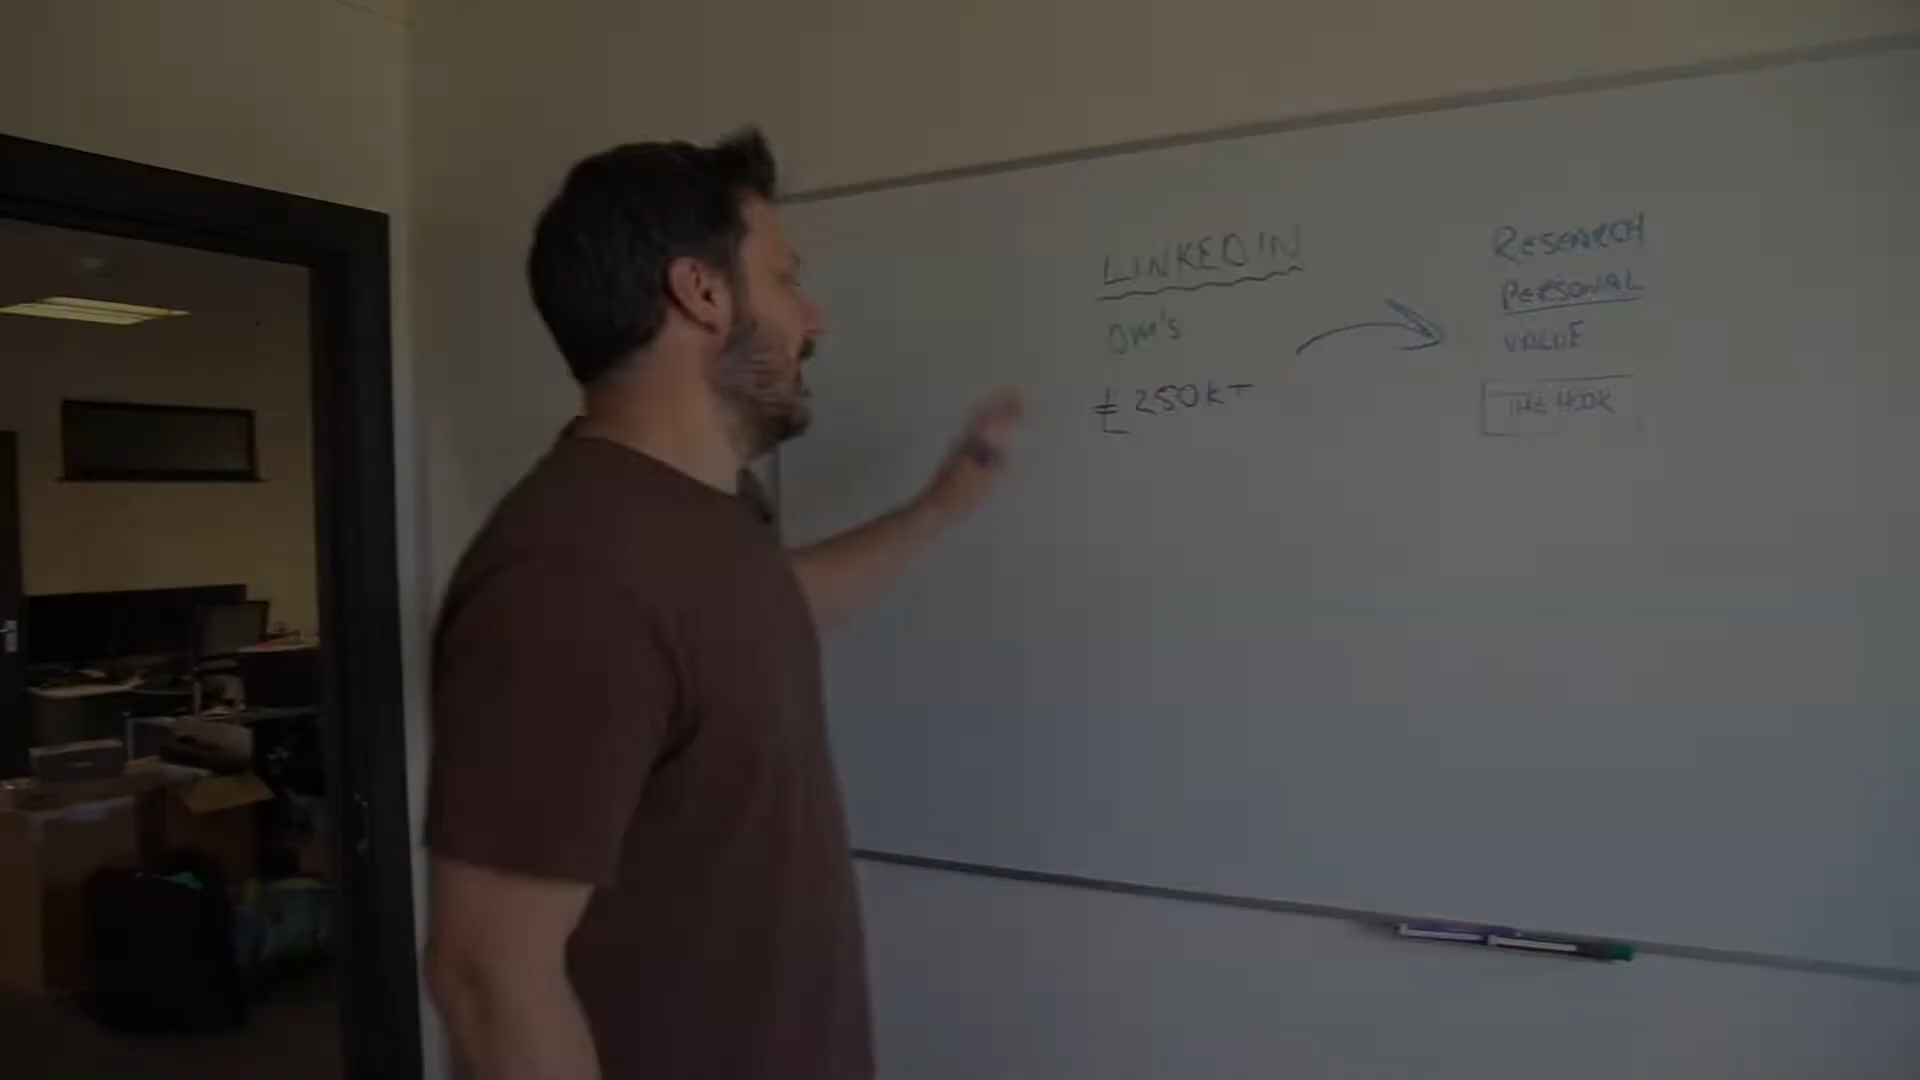 LINKEDIN
DM's
£250K+
RESEARCH
PERSONAL
VALUE
THE HOOK